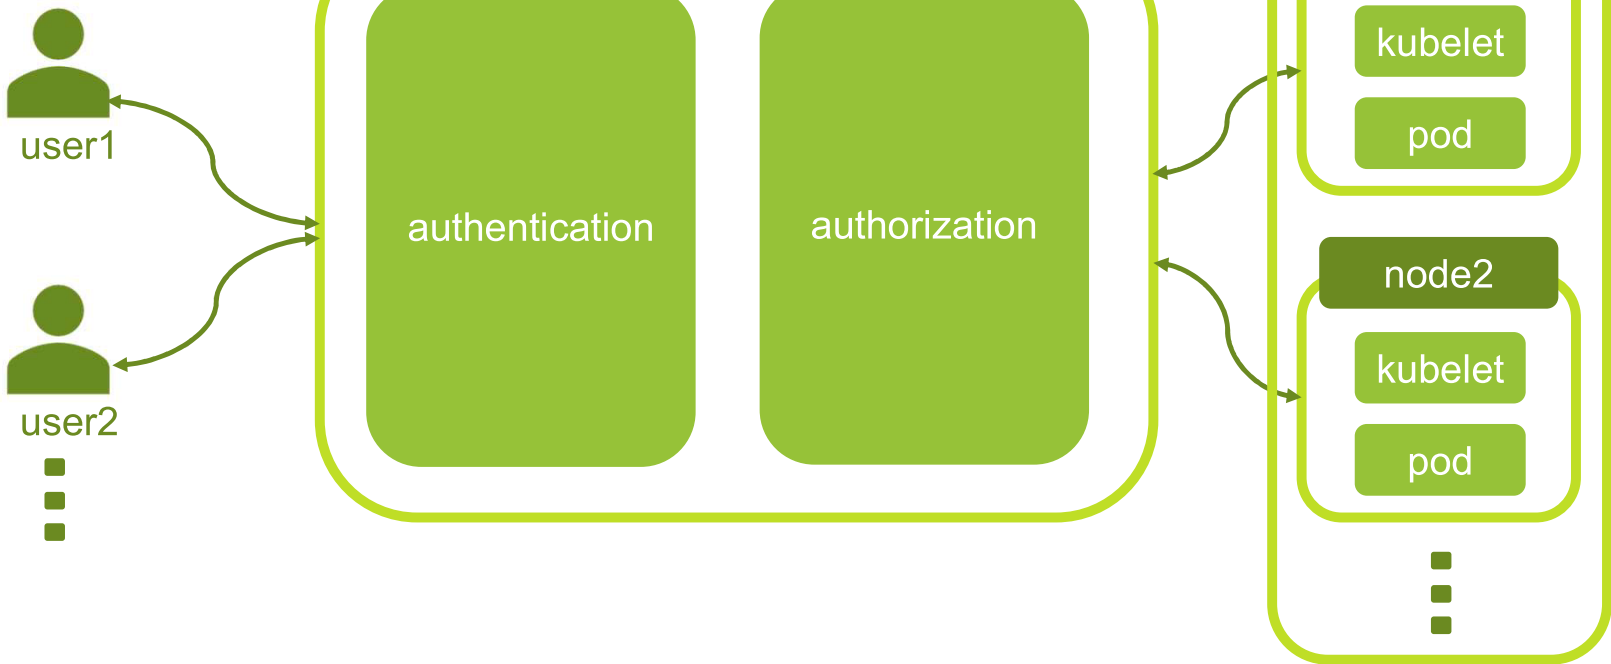 user1
user2
authentication
authorization
kubelet
pod
node2
kubelet
pod